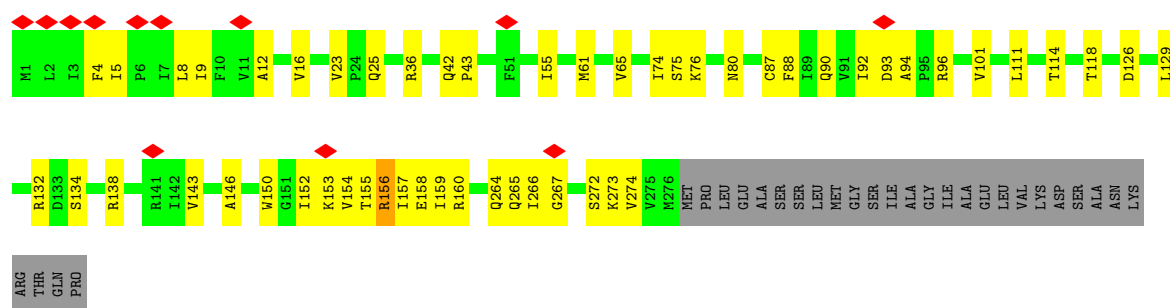 M1 L2 I3 F4 I5 P6 I7 L8 I9 F10 V11 A12 V16 V23 P24 Q25 R36 Q42 P43 F51 I55 M61 V65 I74 S75 K76 N80 C87 F88 I89 Q90 V91 I92 D93 A94 P95 R96 V101 L111 T114 T118 D126 L129
R132 D133 S134 R138 R141 I142 V143 A146 W150 G151 I152 K153 V154 T155 R156 I157 E158 I159 R160 Q264 Q265 I266 G267 S272 K273 V274 V275 M276 MET PRO LEU GLU ALA SER SER LEU MET GLY SER ILE ALA GLY ILE ALA GLU LEU VAL LYS ASP SER ALA ASN LYS
ARG THR GLN PRO